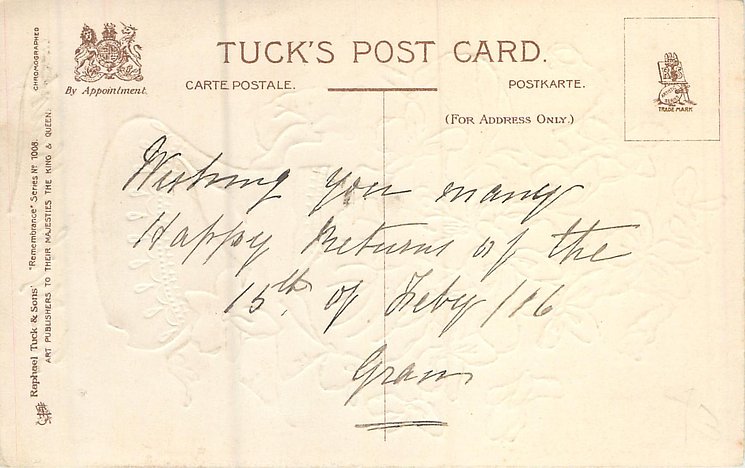 TUCK'S POST CARD.
By Appointment.
CARTE POSTALE.
POSTKARTE.
(FOR ADDRESS ONLY.)
TRADE MARK
CHROMOGRAPHED
Raphael Tuck & Sons' "Remembrance" Series Nº 1008.
ART PUBLISHERS TO THEIR MAJESTIES THE KING & QUEEN.
Wishing you many
Happy Returns of the
15th of Feby /16
Gran